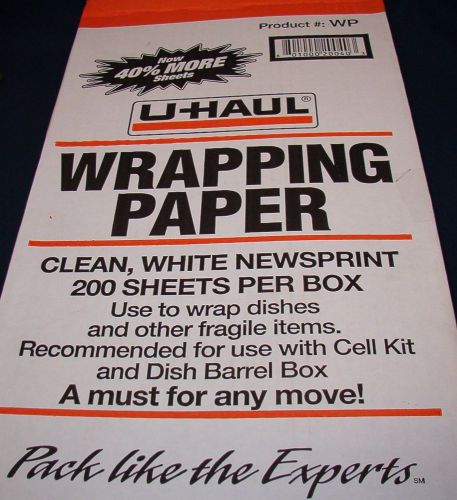 Product #: WP
Now
40% MORE
Sheets
U-HAUL®
WRAPPING
PAPER
CLEAN, WHITE NEWSPRINT
200 SHEETS PER BOX
Use to wrap dishes
and other fragile items.
Recommended for use with Cell Kit
and Dish Barrel Box
A must for any move!
Pack like the Experts℠